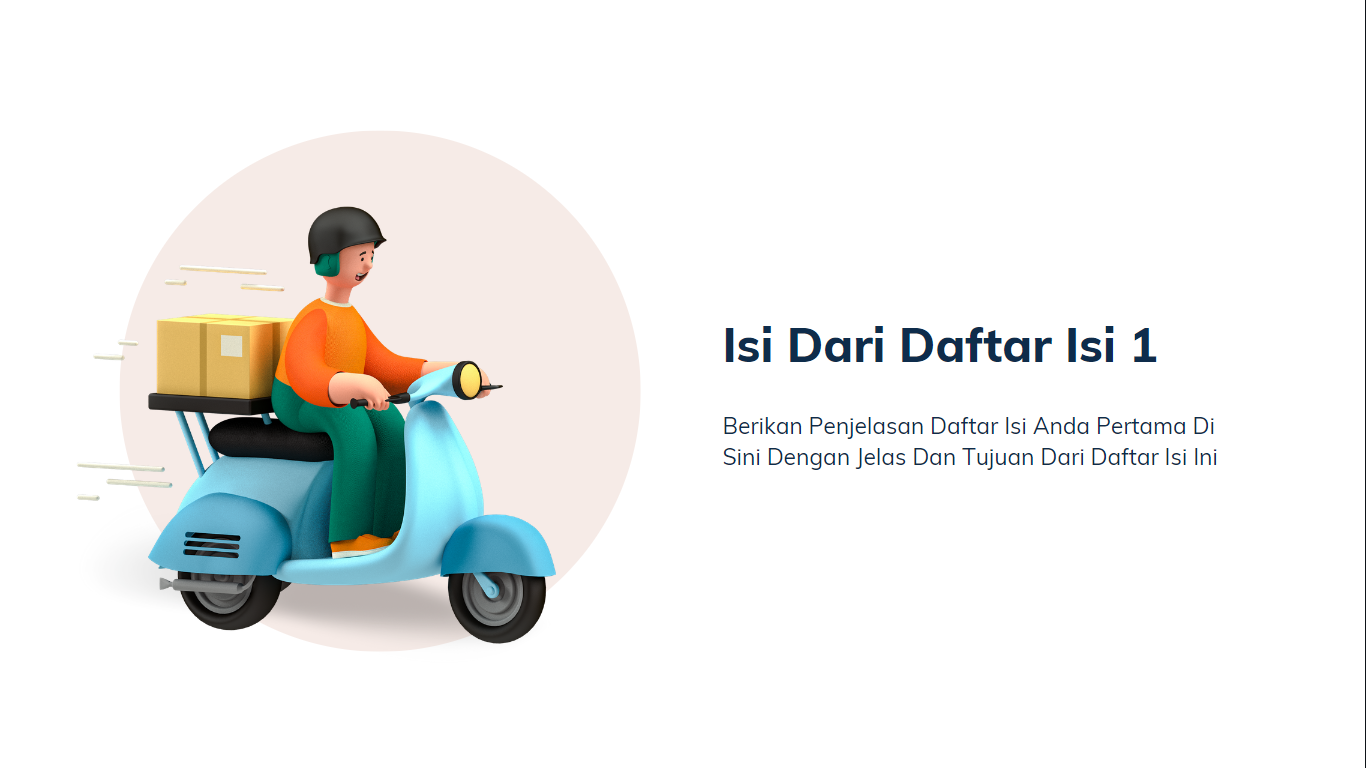 Isi Dari Daftar Isi 1
Berikan Penjelasan Daftar Isi Anda Pertama Di
Sini Dengan Jelas Dan Tujuan Dari Daftar Isi Ini